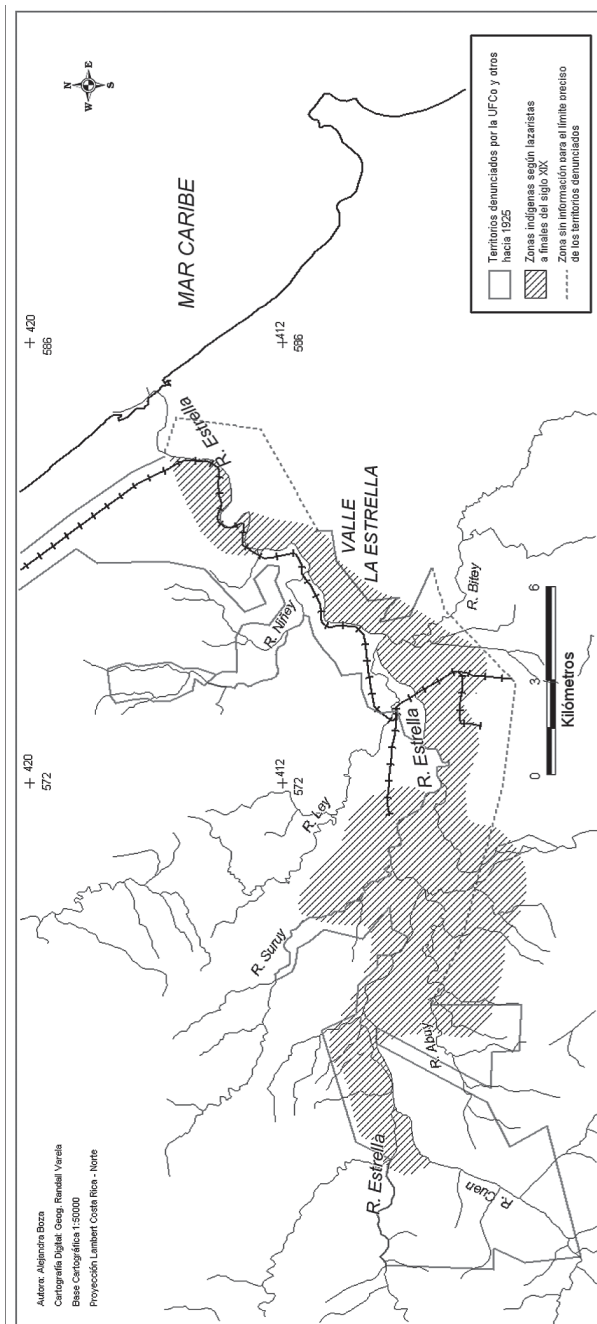 Autora: Alejandra Boza
Cartografía Digital: Geog. Randall Varela
Base Cartográfica 1:50000
Proyección Lambert Costa Rica - Norte
N
E
S
W
420
572
420
586
MAR CARIBE
412
572
412
586
R. Suruy
R. Ley
R. Niñey
R. Estrella
VALLE
LA ESTRELLA
R. Estrella
R. Estrella
R. Cuen
R. Abuy
R. Bitey
0
3
6
Kilómetros
Territorios denunciados por la UFCo y otros
hacia 1925
Zonas indígenas según lazaristas
a finales del siglo XIX
Zona sin información para el límite preciso
de los territorios denunciados